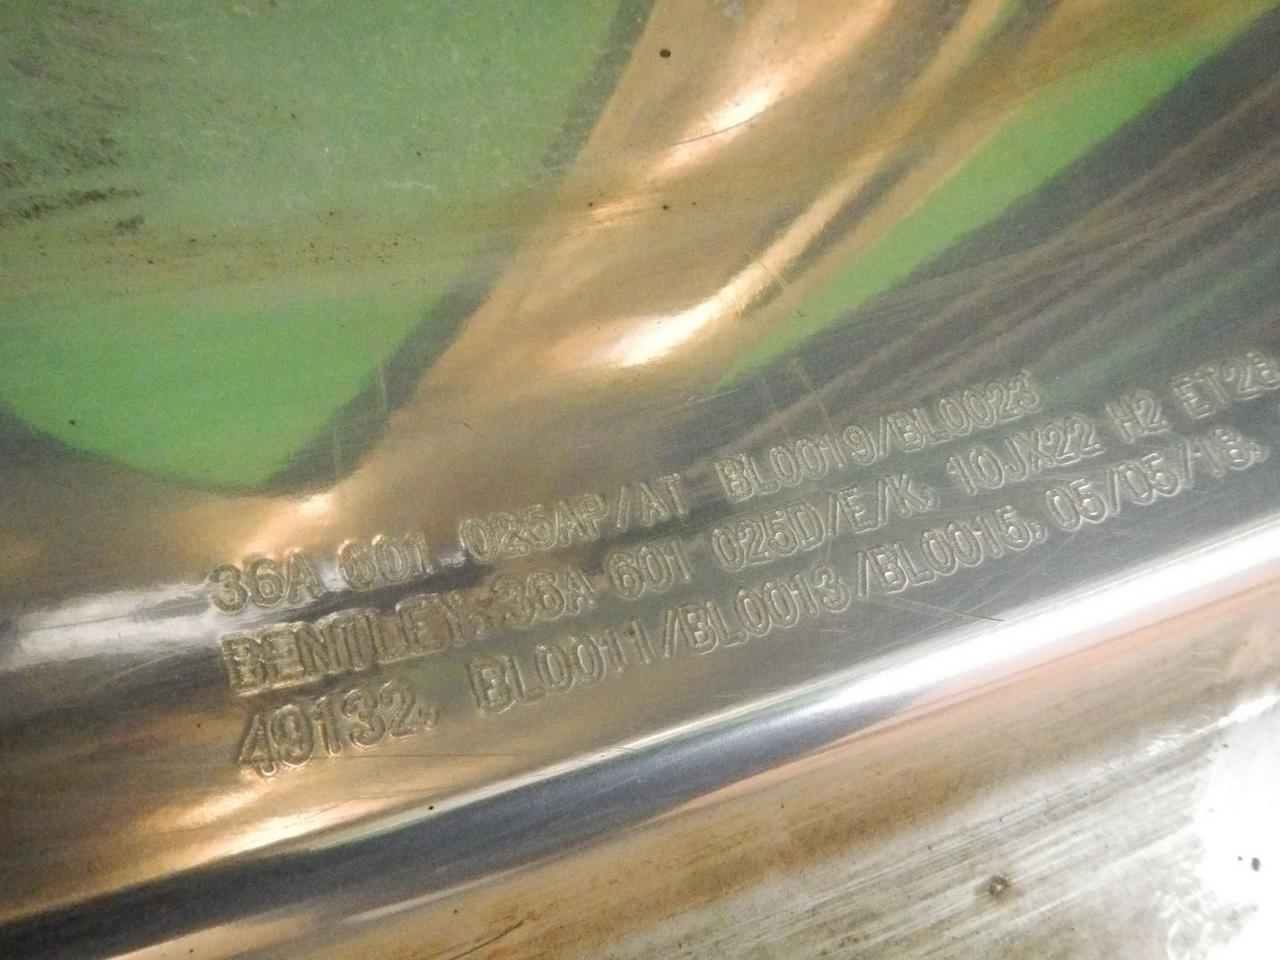 36A 601 025AP/AT BL0019/BL0023
BENTLEY. 36A 601 025D/E/K. 10JX22 H2 ET28
49132. BL0011/BL0013/BL0015. 05/05/18.